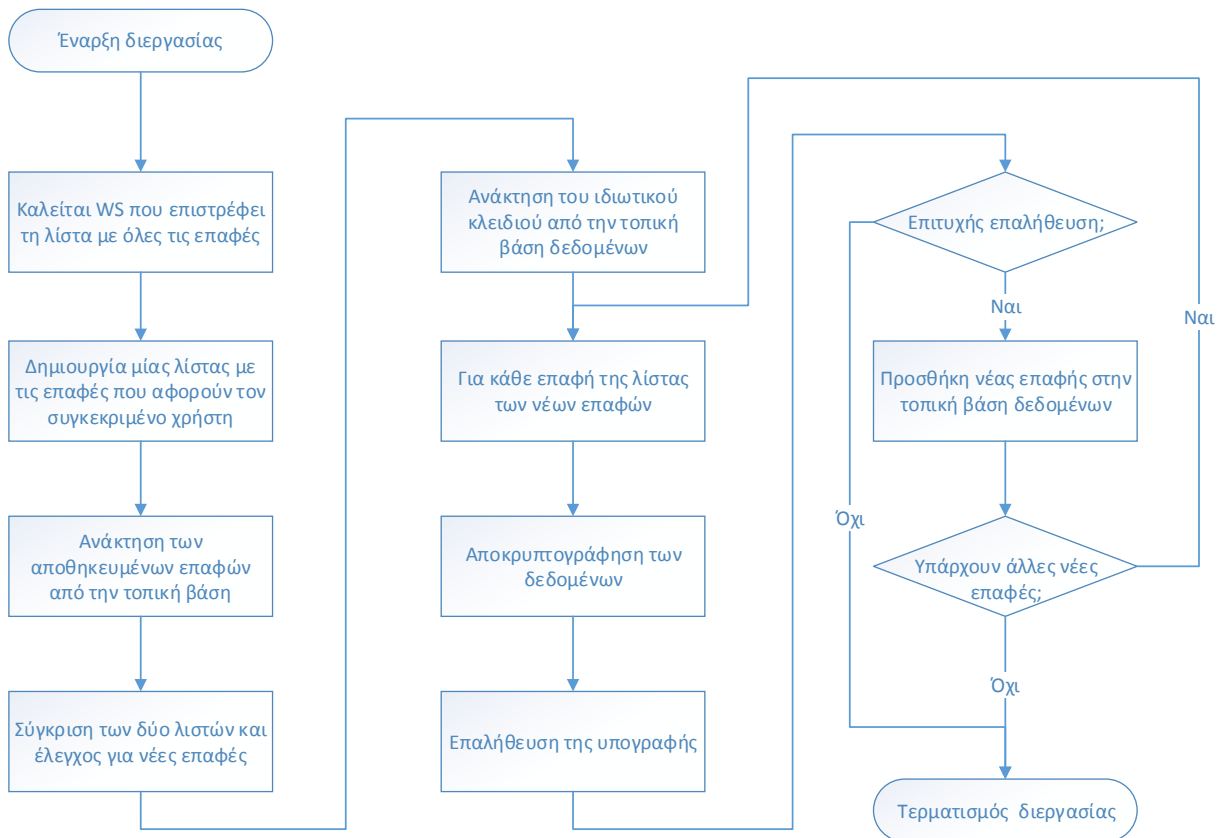 Έναρξη διεργασίας
Καλείται WS που επιστρέφει
τη λίστα με όλες τις επαφές
Δημιουργία μίας λίστας με
τις επαφές που αφορούν τον
συγκεκριμένο χρήστη
Ανάκτηση των
αποθηκευμένων επαφών
από την τοπική βάση
Σύγκριση των δύο λιστών και
έλεγχος για νέες επαφές
Ανάκτηση του ιδιωτικού
κλειδιού από την τοπική
βάση δεδομένων
Για κάθε επαφή της λίστας
των νέων επαφών
Αποκρυπτογράφηση των
δεδομένων
Επαλήθευση της υπογραφής
Επιτυχής επαλήθευση;
Ναι
Προσθήκη νέας επαφής στην
τοπική βάση δεδομένων
Όχι
Υπάρχουν άλλες νέες
επαφές;
Ναι
Όχι
Τερματισμός διεργασίας